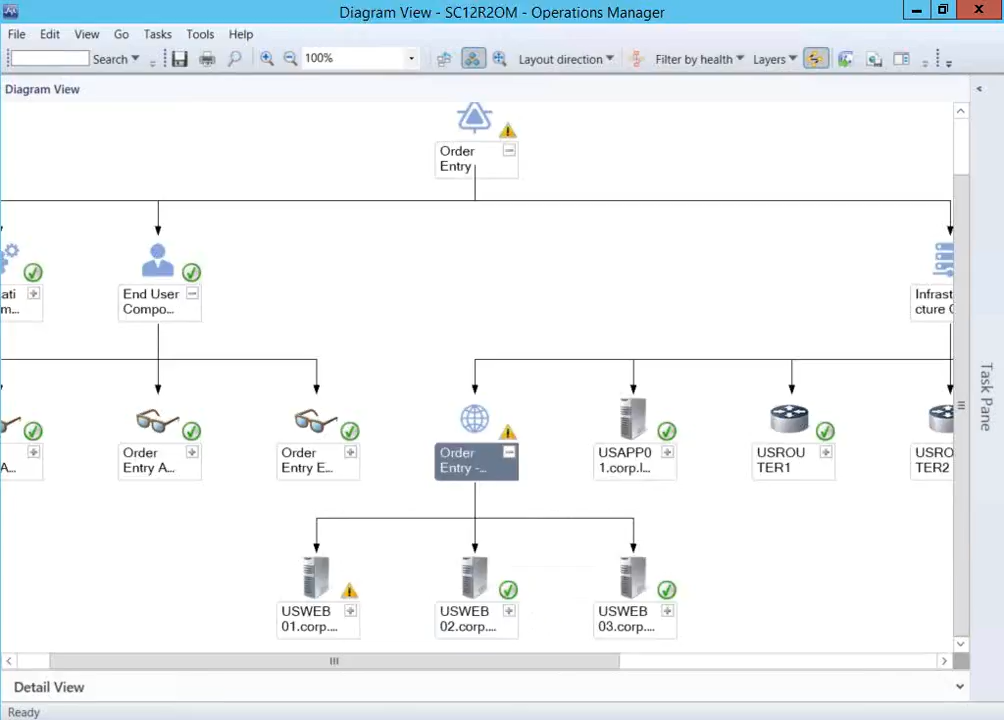 Diagram View - SC12R2OM - Operations Manager
File Edit View Go Tasks Tools Help
Search 100% Layout direction Filter by health Layers
Diagram View
Order
Entry
ati
m...
End User
Compo...
Infrast
cture C
Task Pane
A...
Order
Entry A...
Order
Entry E...
Order
Entry -...
USAPP0
1.corp.l...
USROU
TER1
USRO
TER2
USWEB
01.corp....
USWEB
02.corp....
USWEB
03.corp....
Detail View
Ready